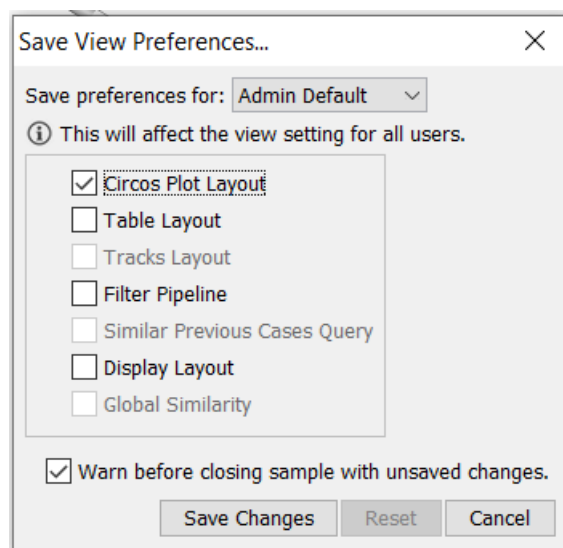 Save View Preferences...
Save preferences for: Admin Default
This will affect the view setting for all users.
Circos Plot Layout
Table Layout
Tracks Layout
Filter Pipeline
Similar Previous Cases Query
Display Layout
Global Similarity
Warn before closing sample with unsaved changes.
Save Changes Reset Cancel